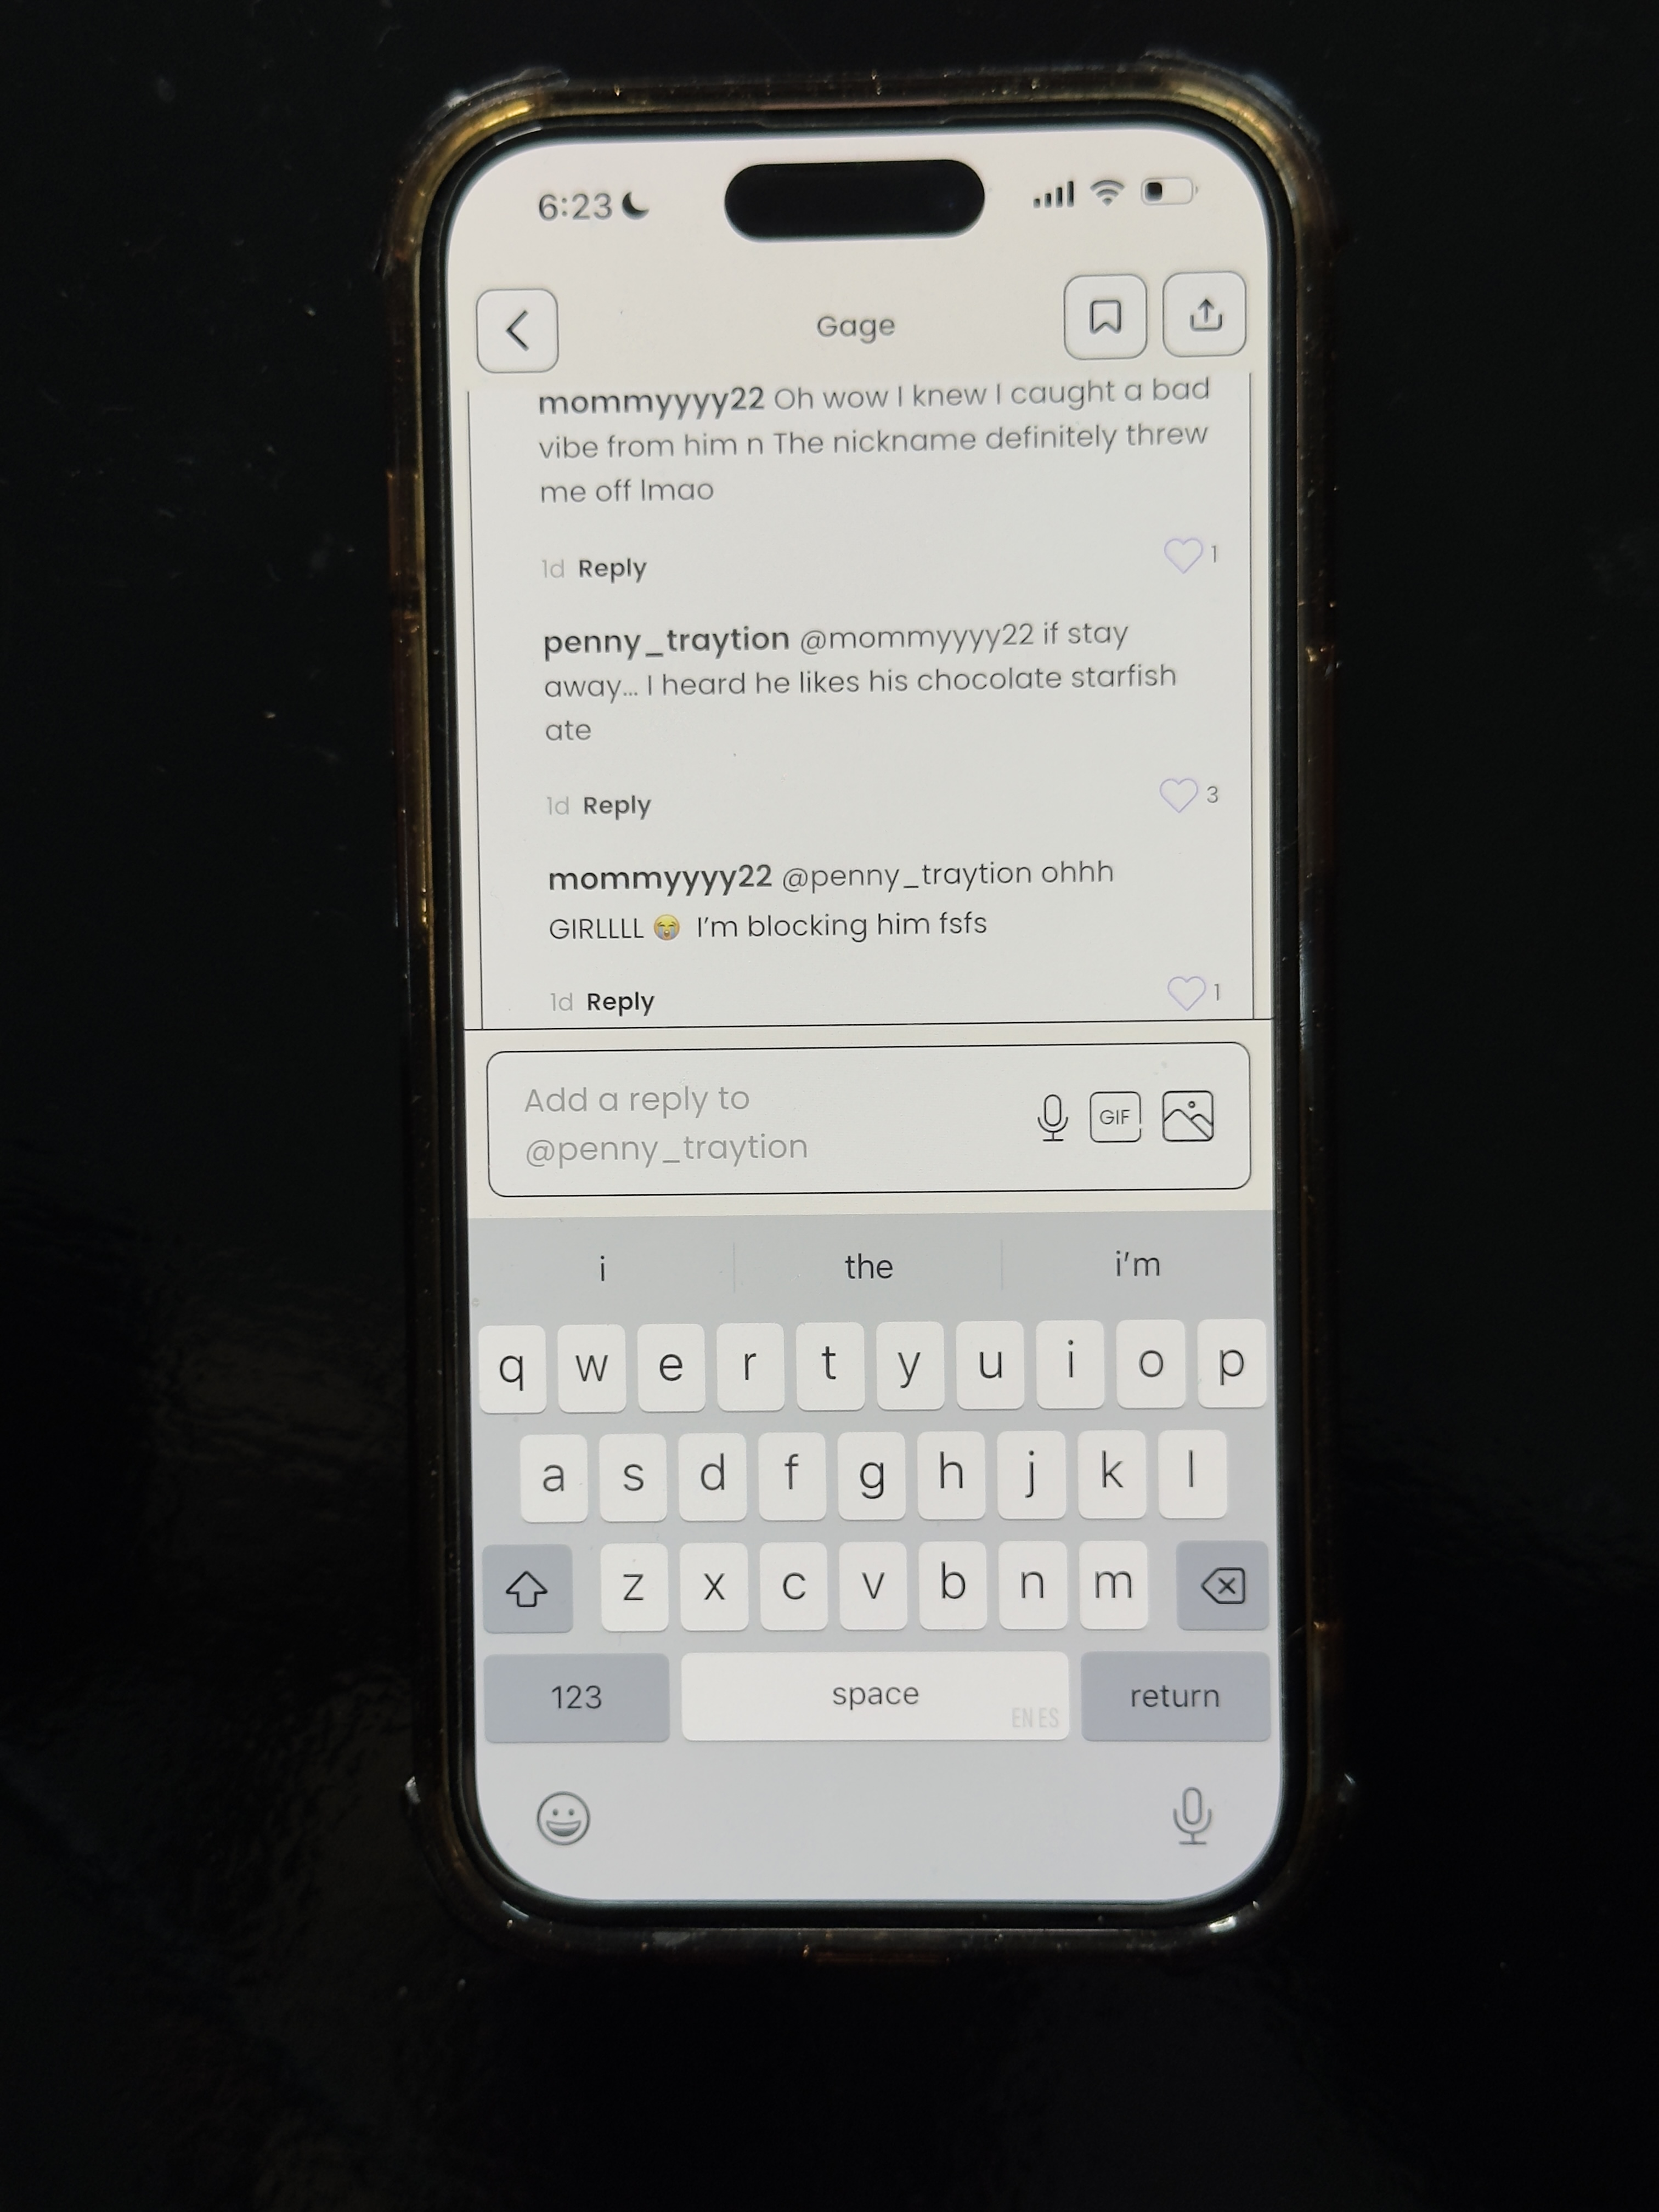 6:23
Gage
mommyyyy22 Oh wow I knew I caught a bad
vibe from him n The nickname definitely threw
me off lmao
1d Reply
1
penny_traytion @mommyyyy22 if stay
away... I heard he likes his chocolate starfish
ate
1d Reply
3
mommyyyy22 @penny_traytion ohhh
GIRLLLL 😭 I'm blocking him fsfs
1d Reply
1
Add a reply to
@penny_traytion
GIF
i the i'm
q w e r t y u i o p
a s d f g h j k l
z x c v b n m
123 space EN ES return